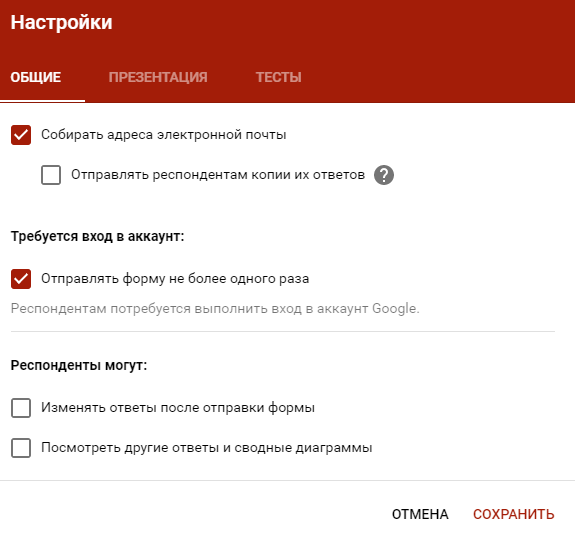 Настройки
ОБЩИЕ ПРЕЗЕНТАЦИЯ ТЕСТЫ
Собирать адреса электронной почты
Отправлять респондентам копии их ответов ?
Требуется вход в аккаунт:
Отправлять форму не более одного раза
Респондентам потребуется выполнить вход в аккаунт Google.
Респонденты могут:
Изменять ответы после отправки формы
Посмотреть другие ответы и сводные диаграммы
ОТМЕНА СОХРАНИТЬ